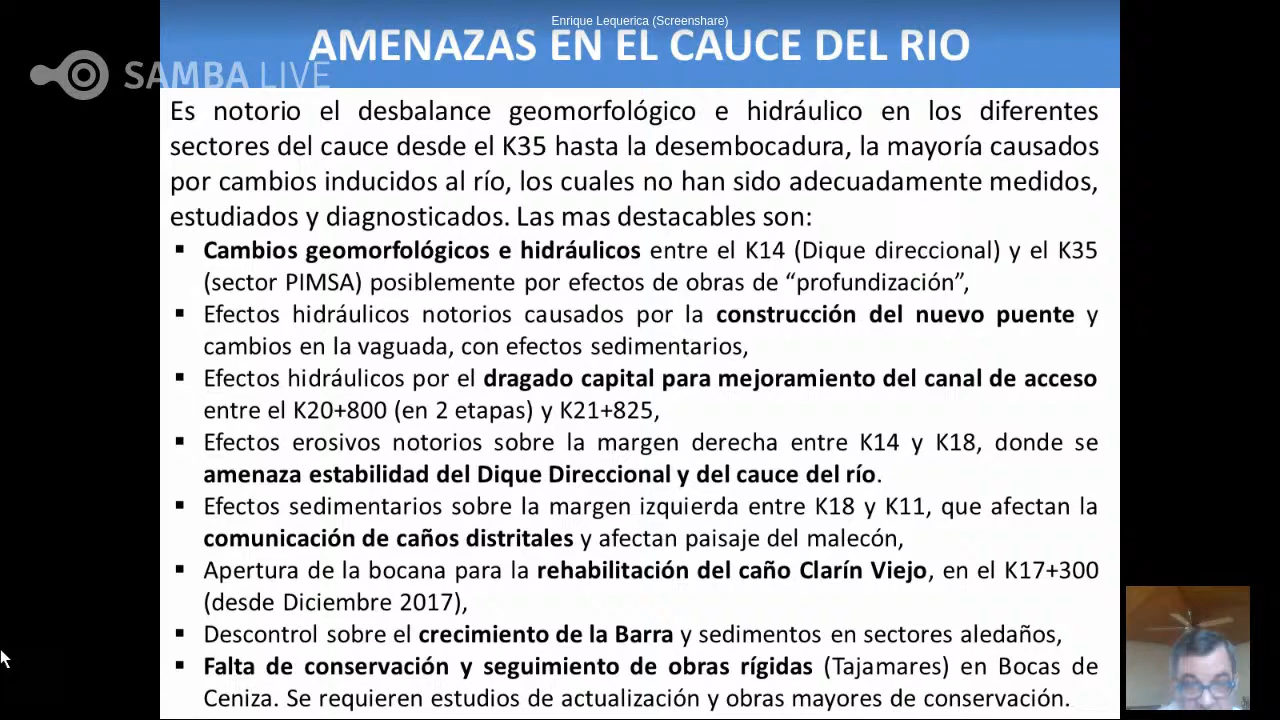 Enrique Lequerica (Screenshare)
AMENAZAS EN EL CAUCE DEL RIO
SAMBA LIVE
Es notorio el desbalance geomorfológico e hidráulico en los diferentes
sectores del cauce desde el K35 hasta la desembocadura, la mayoría causados
por cambios inducidos al río, los cuales no han sido adecuadamente medidos,
estudiados y diagnosticados. Las mas destacables son:
▪ Cambios geomorfológicos e hidráulicos entre el K14 (Dique direccional) y el K35
(sector PIMSA) posiblemente por efectos de obras de “profundización”,
▪ Efectos hidráulicos notorios causados por la construcción del nuevo puente y
cambios en la vaguada, con efectos sedimentarios,
▪ Efectos hidráulicos por el dragado capital para mejoramiento del canal de acceso
entre el K20+800 (en 2 etapas) y K21+825,
▪ Efectos erosivos notorios sobre la margen derecha entre K14 y K18, donde se
amenaza estabilidad del Dique Direccional y del cauce del río.
▪ Efectos sedimentarios sobre la margen izquierda entre K18 y K11, que afectan la
comunicación de caños distritales y afectan paisaje del malecón,
▪ Apertura de la bocana para la rehabilitación del caño Clarín Viejo, en el K17+300
(desde Diciembre 2017),
▪ Descontrol sobre el crecimiento de la Barra y sedimentos en sectores aledaños,
▪ Falta de conservación y seguimiento de obras rígidas (Tajamares) en Bocas de
Ceniza. Se requieren estudios de actualización y obras mayores de conservación.